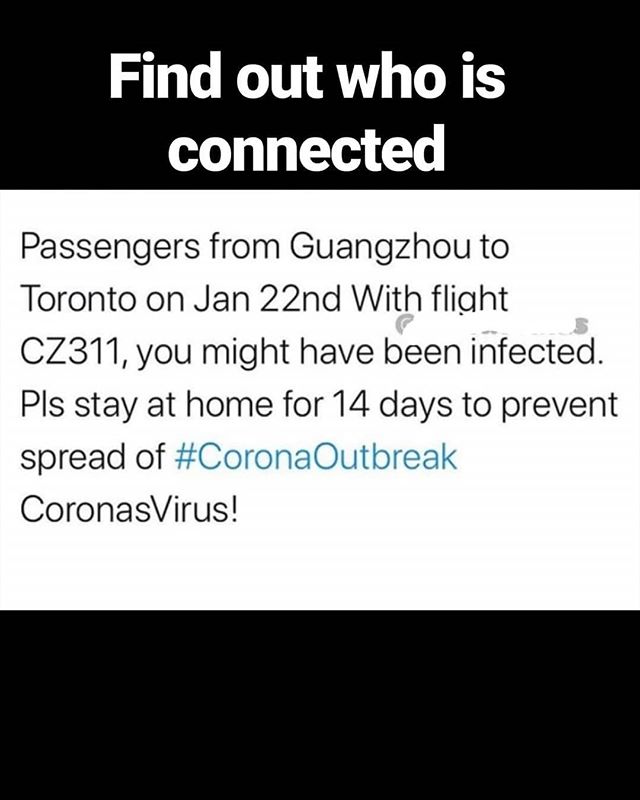 Find out who is
connected
Passengers from Guangzhou to
Toronto on Jan 22nd With flight
CZ311, you might have been infected.
Pls stay at home for 14 days to prevent
spread of #CoronaOutbreak
CoronasVirus!